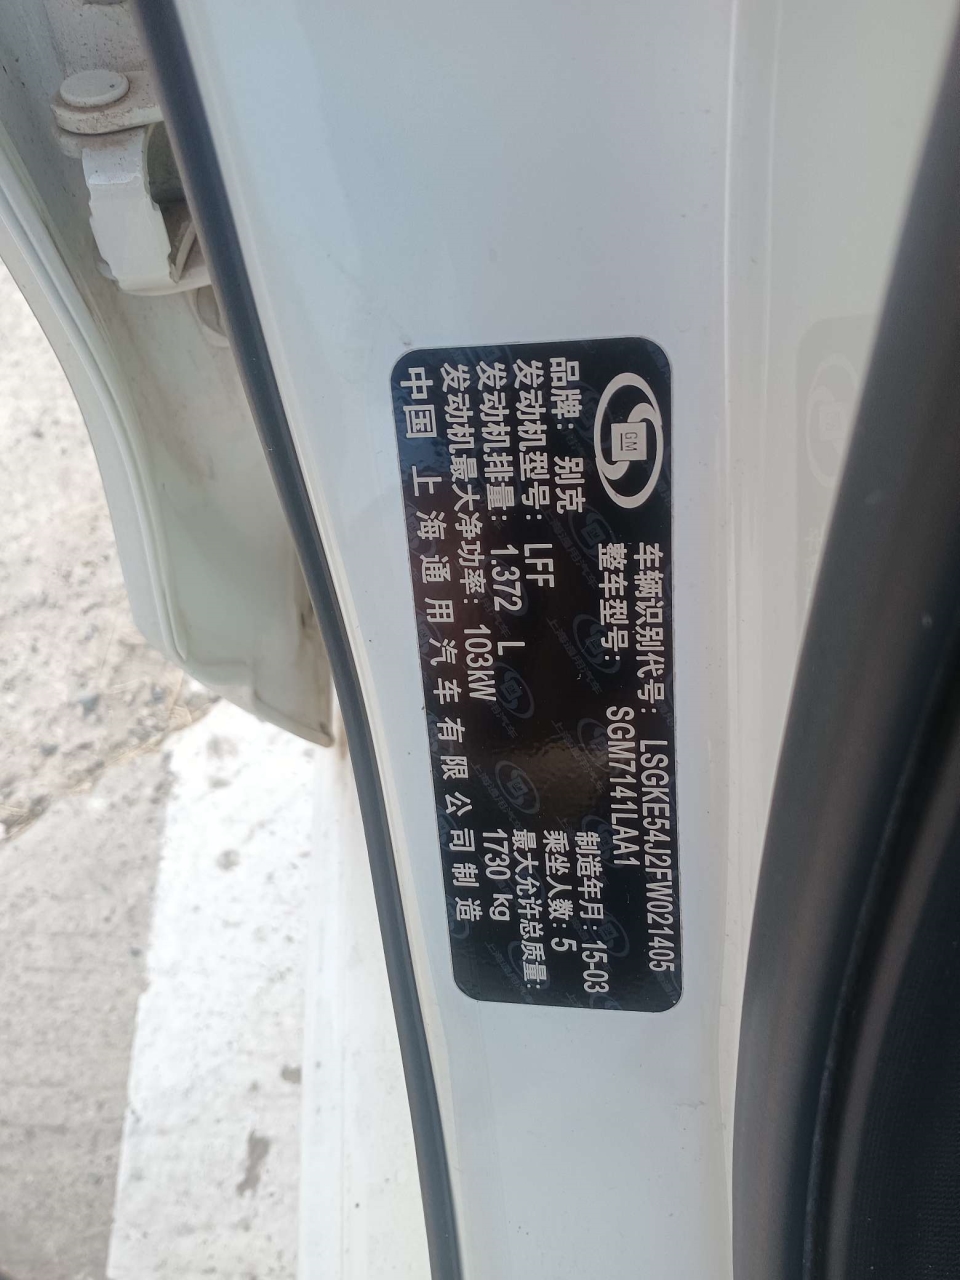 GM
车辆识别代号: LSGKE54J2FW021405
整车型号: SGM7141LAA1
品牌: 别克
制造年月: 15-03
发动机型号: LFF
乘坐人数: 5
发动机排量: 1.372 L
最大允许总质量:
发动机最大净功率: 103kW
1730 kg
中国 上海通用汽车有限公司制造